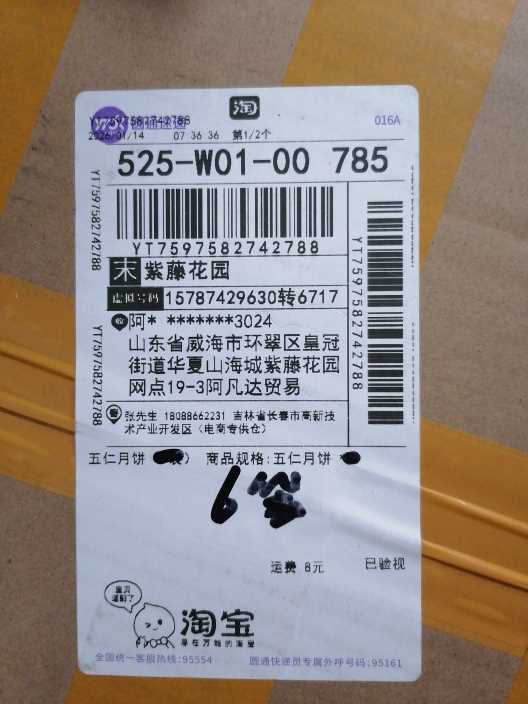 淘
YT7597582742788
圆通速递
016A
2026/01/14 07 36 36 第1/2个
525-W01-00 785
YT7597582742788
YT7597582742788
末 紫藤花园
虚拟号码 15787429630转6717
YT7597582742788
收 阿* *******3024
山东省威海市环翠区皇冠
街道华夏山海城紫藤花园
网点19-3阿凡达贸易
YT7597582742788
张先生 18088662231 吉林省长春市高新技
术产业开发区（电商专供仓）
五仁月饼 ） 商品规格:五仁月饼
6
运费 8元 已验视
淘宝
全国统一客服热线:95554
圆通快递员专属外呼号码:95161